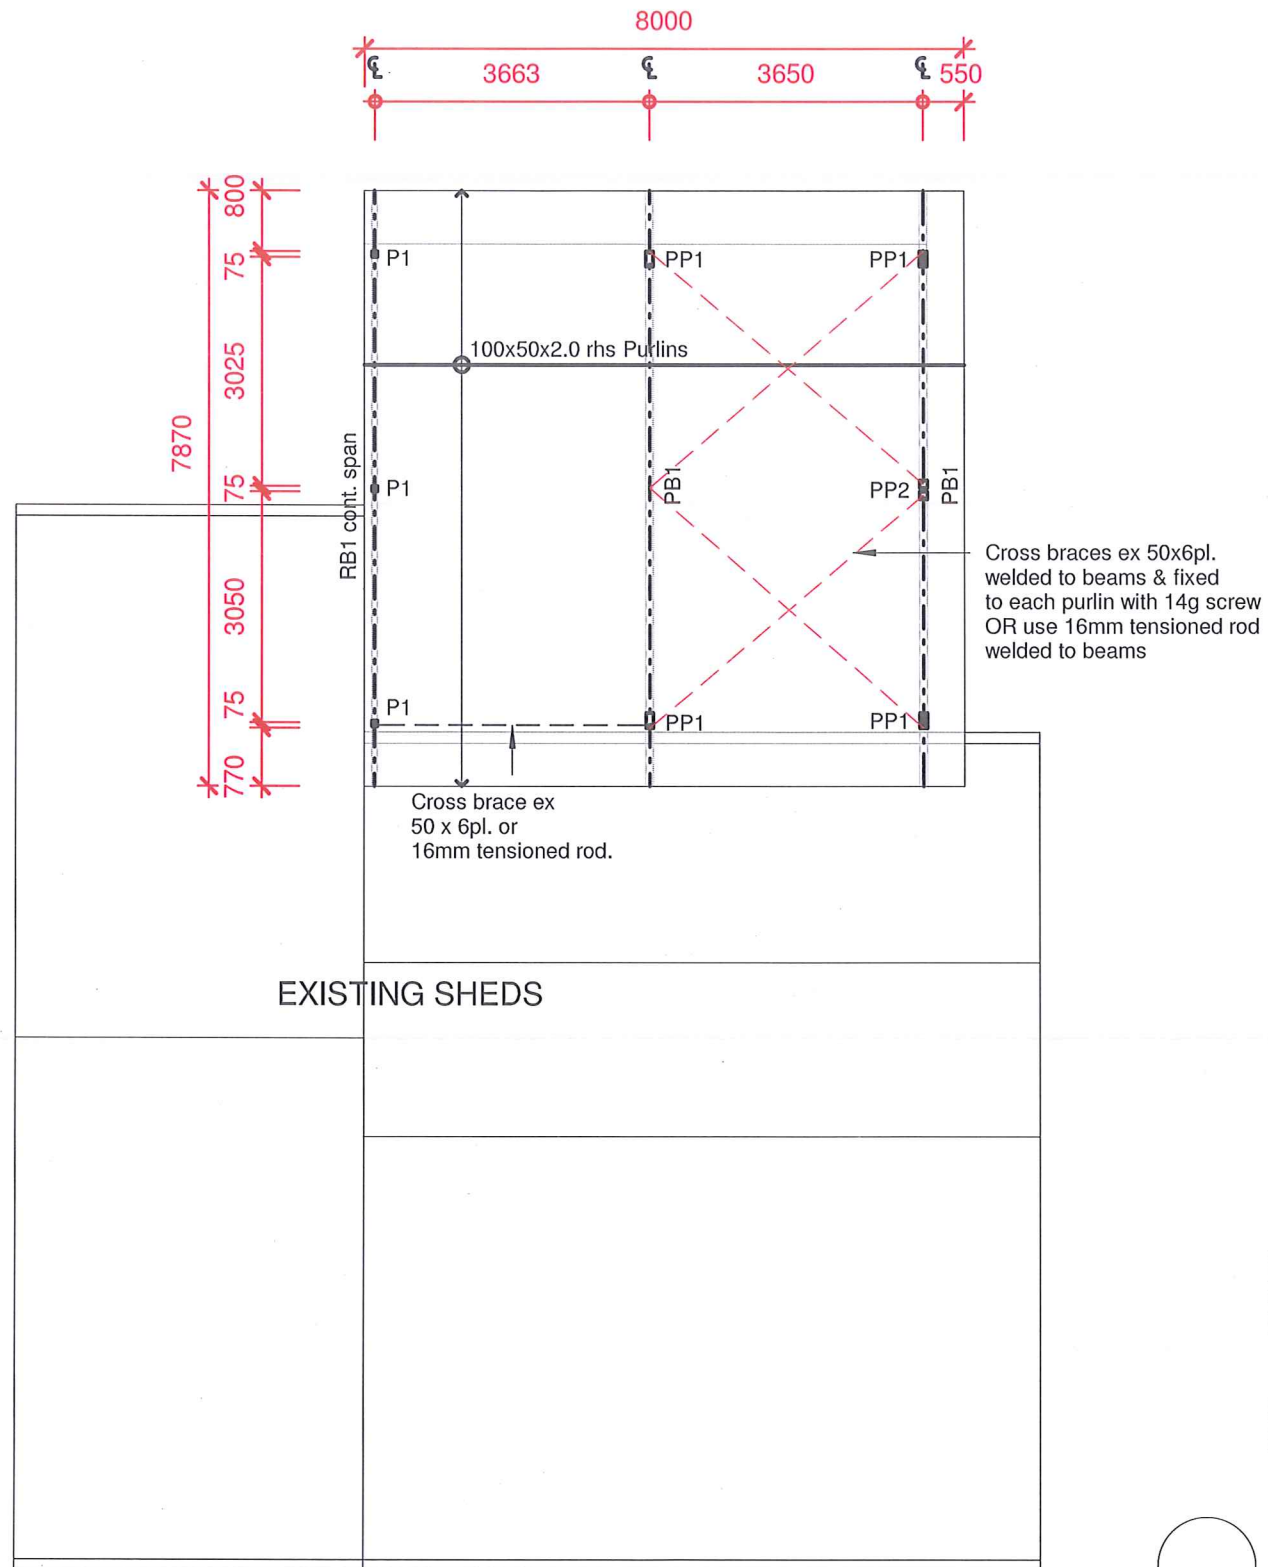 8000
℄ 3663 ℄ 3650 ℄ 550
800
75
3025
75
3050
75
770
7870
P1
PP1
PP1
100x50x2.0 rhs Purlins
RB1 cont. span
P1
PB1
PP2
PB1
Cross braces ex 50x6pl.
welded to beams & fixed
to each purlin with 14g screw
OR use 16mm tensioned rod
welded to beams
P1
PP1
PP1
Cross brace ex
50 x 6pl. or
16mm tensioned rod.
EXISTING SHEDS